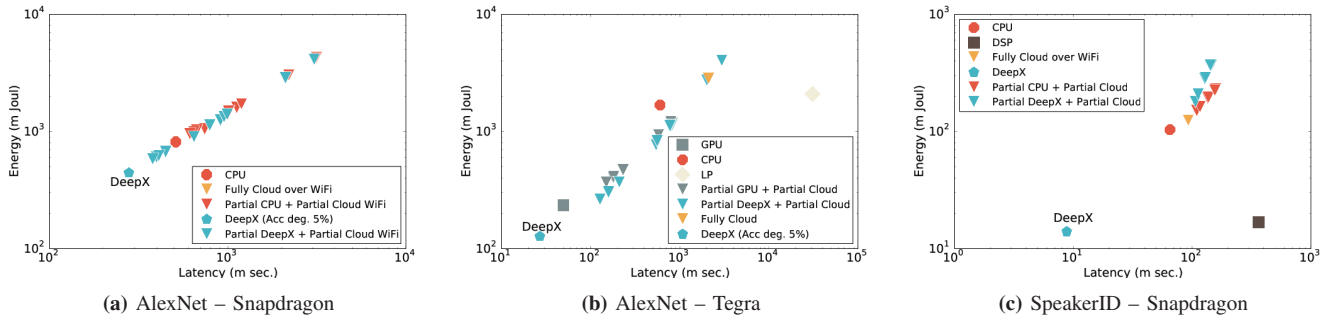 10^4
10^3
10^2
Energy (m Joul)
DeepX
CPU
Fully Cloud over WiFi
Partial CPU + Partial Cloud WiFi
DeepX (Acc deg. 5%)
Partial DeepX + Partial Cloud WiFi
10^2
10^3
10^4
Latency (m sec.)
(a) AlexNet – Snapdragon
10^4
10^3
10^2
Energy (m Joul)
DeepX
GPU
CPU
LP
Partial GPU + Partial Cloud
Partial DeepX + Partial Cloud
Fully Cloud
DeepX (Acc deg. 5%)
10^1
10^2
10^3
10^4
10^5
Latency (m sec.)
(b) AlexNet – Tegra
10^3
10^2
10^1
Energy (m Joul)
CPU
DSP
Fully Cloud over WiFi
DeepX
Partial CPU + Partial Cloud
Partial DeepX + Partial Cloud
DeepX
10^0
10^1
10^2
10^3
Latency (m sec.)
(c) SpeakerID – Snapdragon